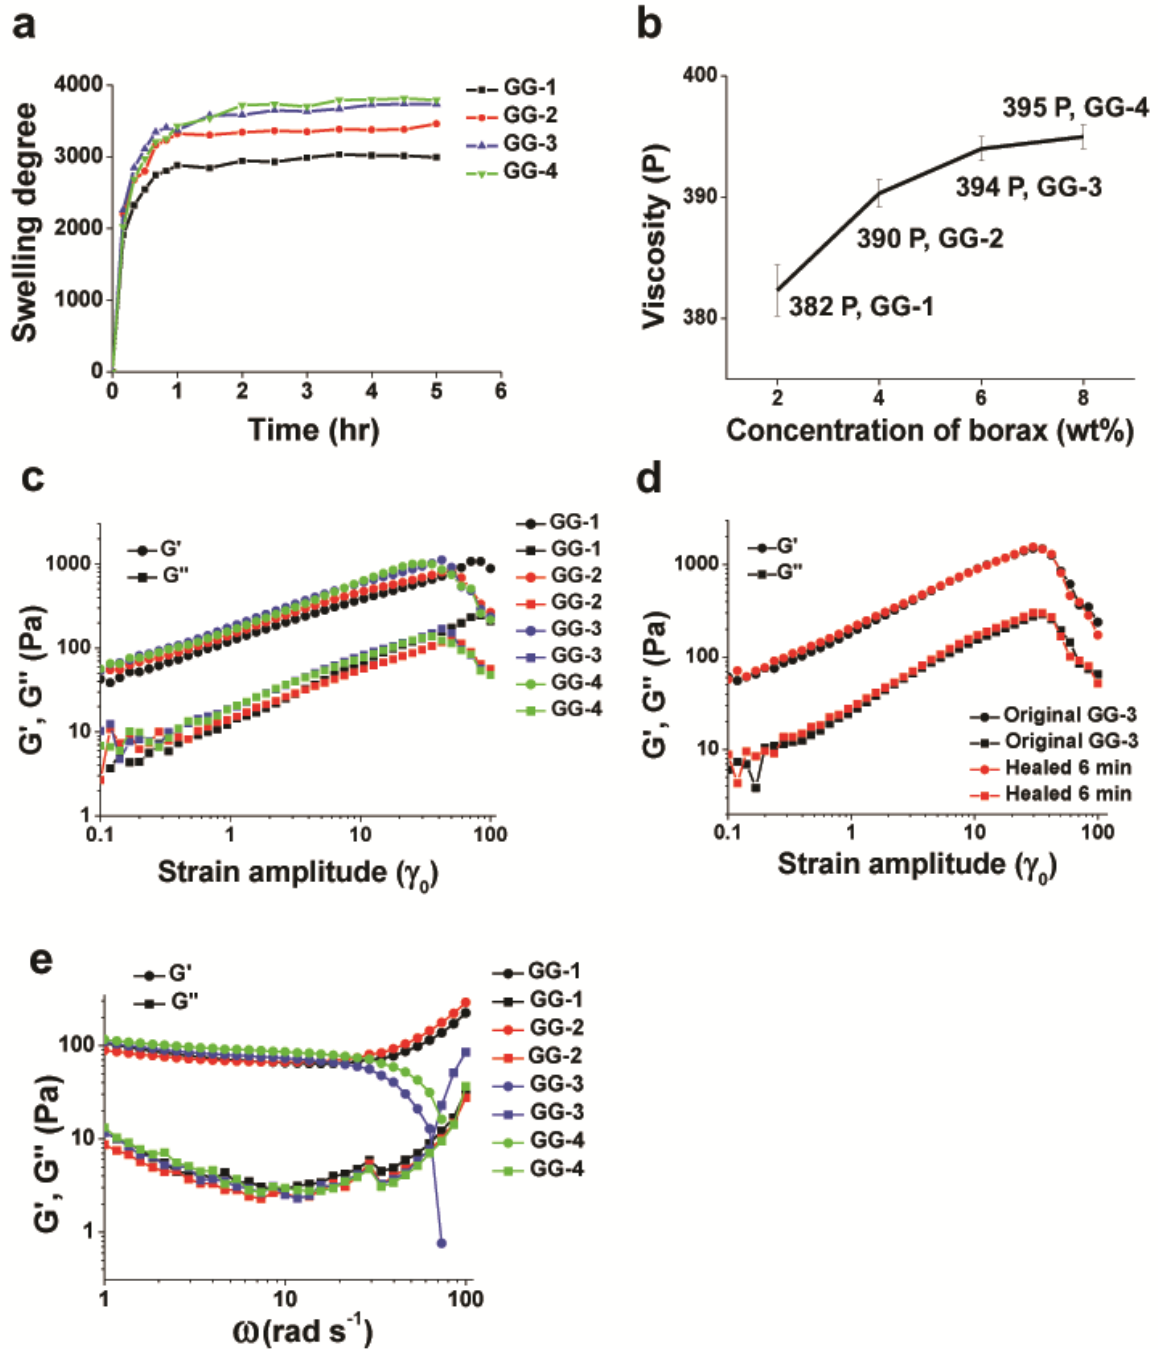 a
4000
3000
2000
1000
0
0 1 2 3 4 5 6
Swelling degree
Time (hr)
GG-1
GG-2
GG-3
GG-4
b
400
390
380
2 4 6 8
Viscosity (P)
Concentration of borax (wt%)
395 P, GG-4
394 P, GG-3
390 P, GG-2
382 P, GG-1
c
1000
100
10
1
0.1 1 10 100
G', G'' (Pa)
Strain amplitude (γ₀)
G'
G''
GG-1
GG-1
GG-2
GG-2
GG-3
GG-3
GG-4
GG-4
d
1000
100
10
0.1 1 10 100
G', G'' (Pa)
Strain amplitude (γ₀)
G'
G''
Original GG-3
Original GG-3
Healed 6 min
Healed 6 min
e
100
10
1
1 10 100
G', G'' (Pa)
ω(rad s⁻¹)
G'
G''
GG-1
GG-1
GG-2
GG-2
GG-3
GG-3
GG-4
GG-4